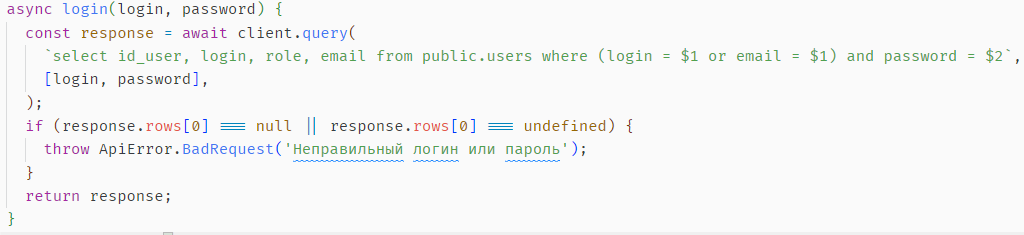 async login(login, password) {
const response = await client.query(
`select id_user, login, role, email from public.users where (login = $1 or email = $1) and password = $2`,
[login, password],
);
if (response.rows[0] === null || response.rows[0] === undefined) {
throw ApiError.BadRequest('Неправильный логин или пароль');
}
return response;
}